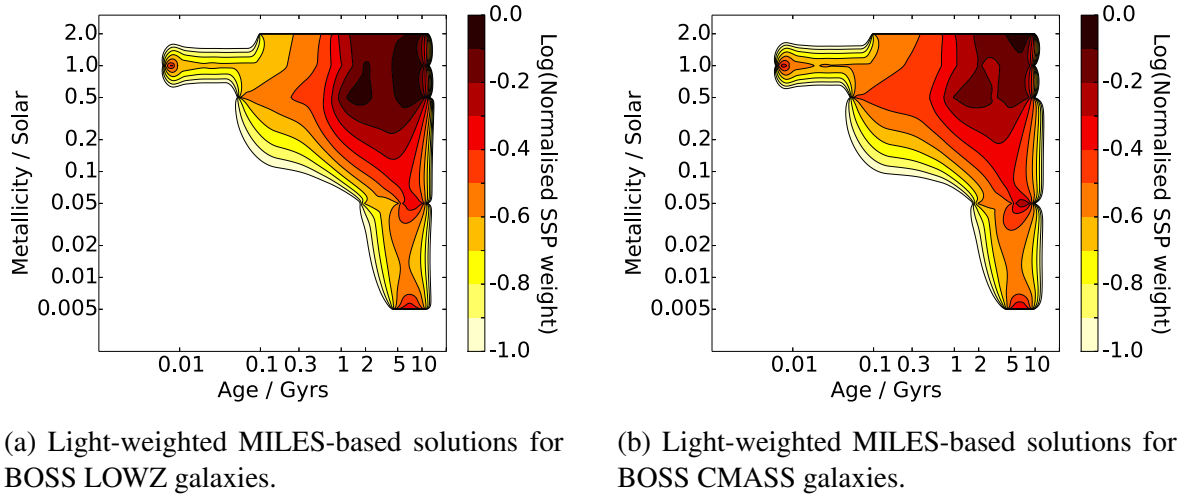 2.0
1.0
0.5
0.2
0.1
0.05
0.02
0.01
0.005
Metallicity / Solar
0.01 0.1 0.3 1 2 5 10
Age / Gyrs
0.0
-0.2
-0.4
-0.6
-0.8
-1.0
Log(Normalised SSP weight)
2.0
1.0
0.5
0.2
0.1
0.05
0.02
0.01
0.005
Metallicity / Solar
0.01 0.1 0.3 1 2 5 10
Age / Gyrs
0.0
-0.2
-0.4
-0.6
-0.8
-1.0
Log(Normalised SSP weight)
(a) Light-weighted MILES-based solutions for
BOSS LOWZ galaxies.
(b) Light-weighted MILES-based solutions for
BOSS CMASS galaxies.